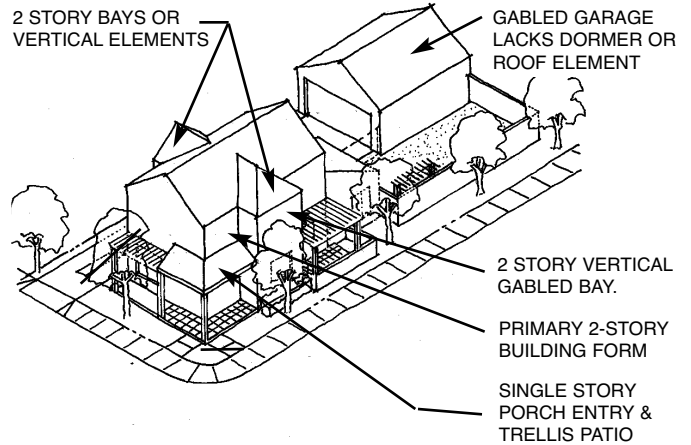 2 STORY BAYS OR
VERTICAL ELEMENTS
GABLED GARAGE
LACKS DORMER OR
ROOF ELEMENT
2 STORY VERTICAL
GABLED BAY.
PRIMARY 2-STORY
BUILDING FORM
SINGLE STORY
PORCH ENTRY &
TRELLIS PATIO